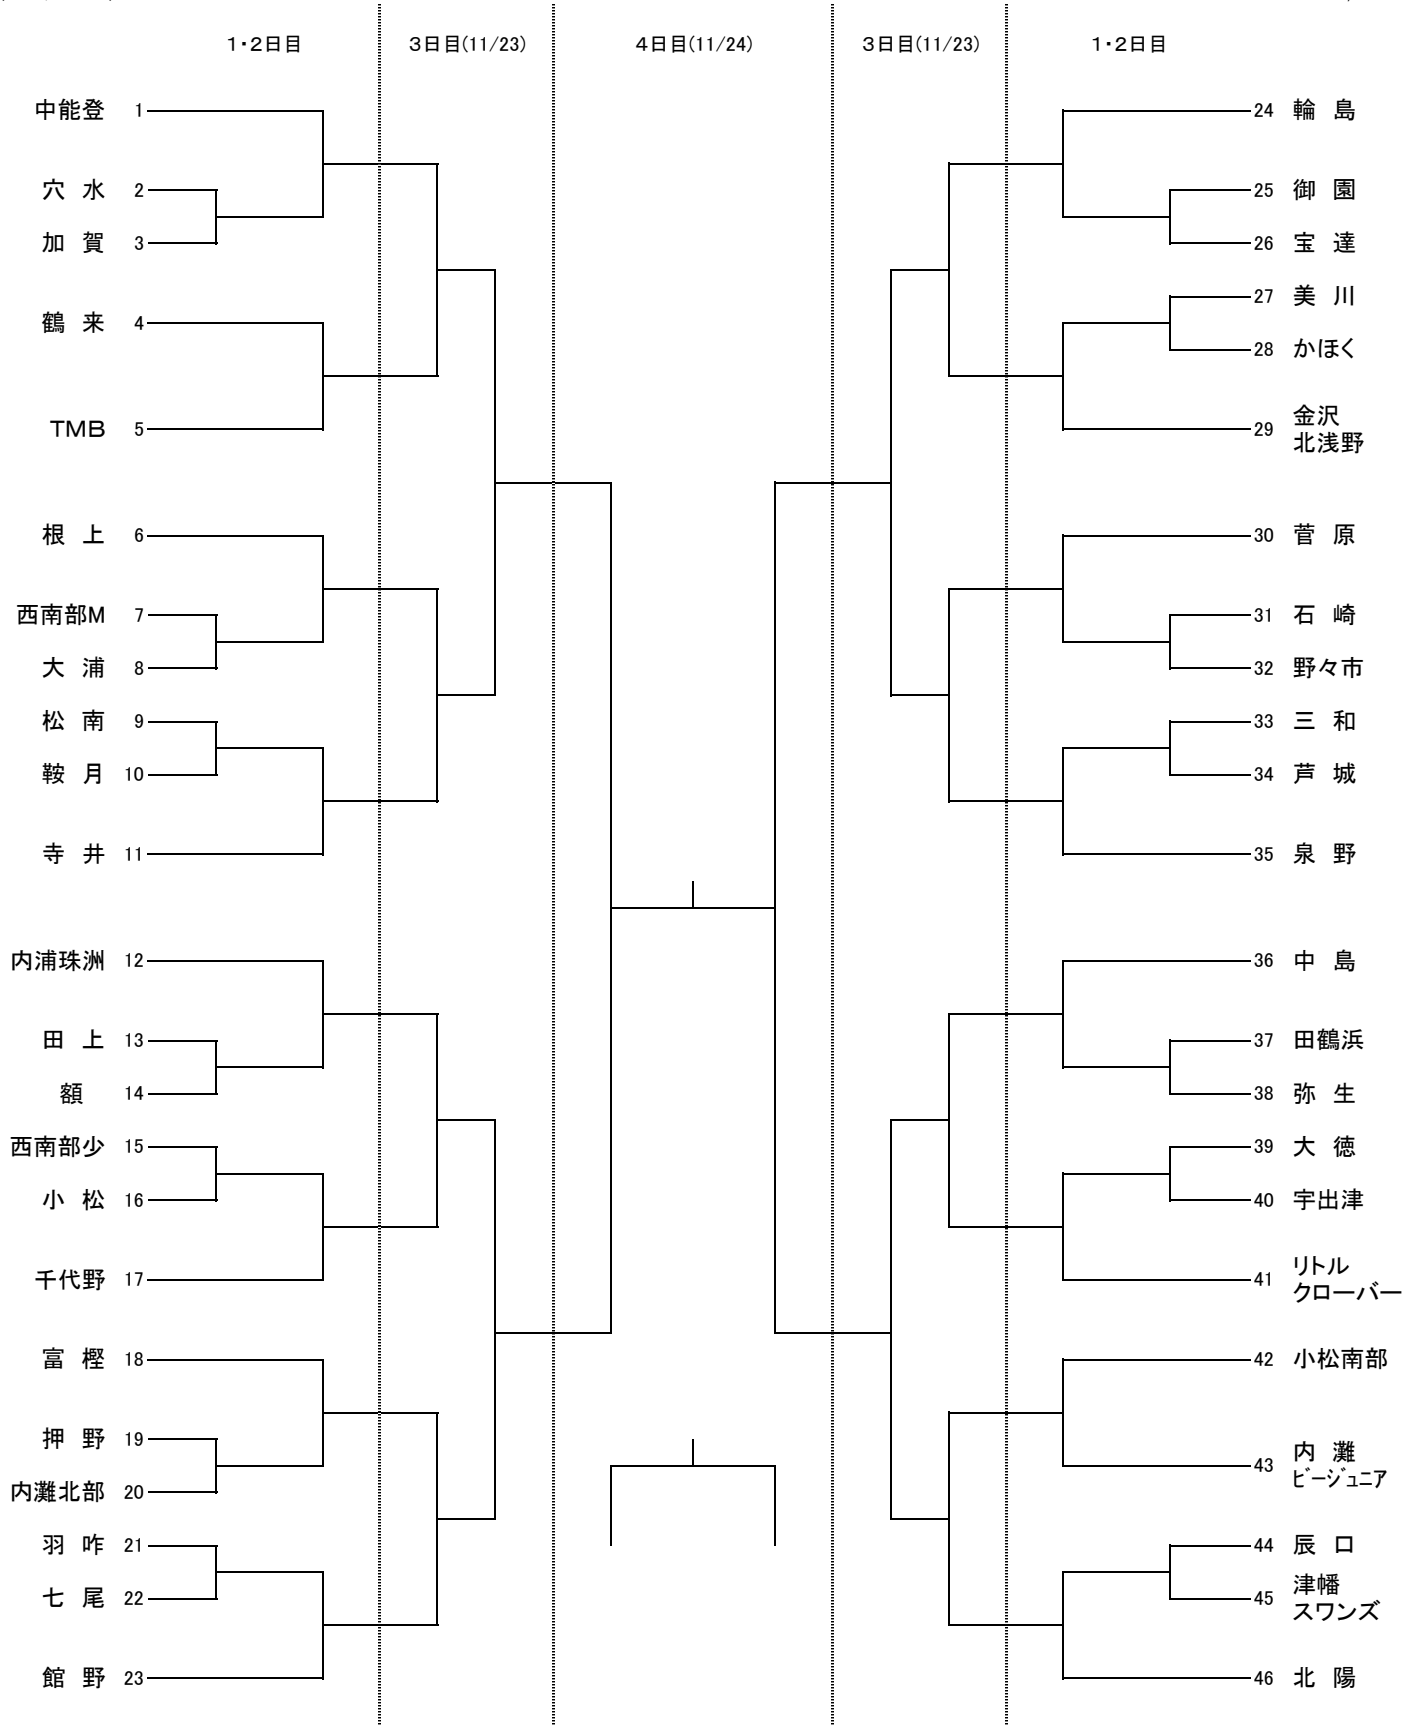 1・2日目
3日目(11/23)
4日目(11/24)
3日目(11/23)
1・2日目
中能登 1
穴 水 2
加 賀 3
鶴 来 4
TMB 5
根 上 6
西南部M 7
大 浦 8
松 南 9
鞍 月 10
寺 井 11
内浦珠洲 12
田 上 13
額 14
西南部少 15
小 松 16
千代野 17
富 樫 18
押 野 19
内灘北部 20
羽 咋 21
七 尾 22
館 野 23
24 輪 島
25 御 園
26 宝 達
27 美 川
28 かほく
29 金沢
北浅野
30 菅 原
31 石 崎
32 野々市
33 三 和
34 芦 城
35 泉 野
36 中 島
37 田鶴浜
38 弥 生
39 大 徳
40 宇出津
41 リトル
クローバー
42 小松南部
43 内 灘
ビージュニア
44 辰 口
45 津幡
スワンズ
46 北 陽